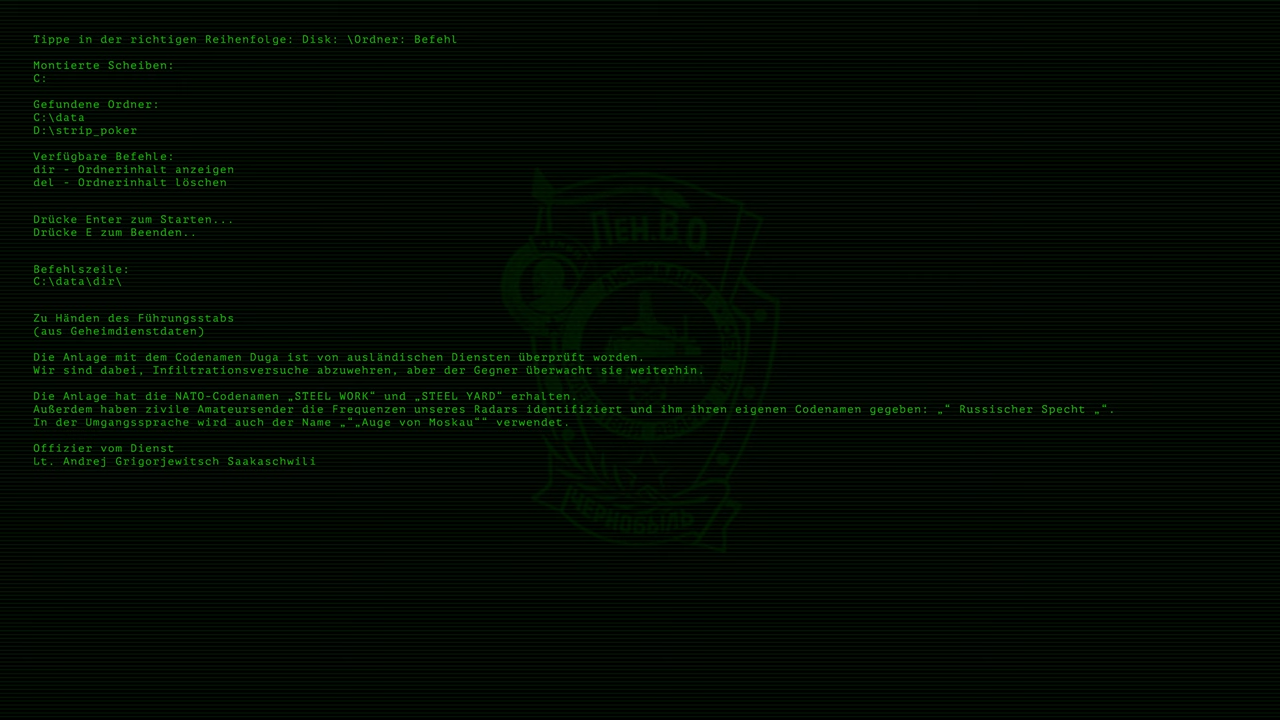 Tippe in der richtigen Reihenfolge: Disk: \Ordner: Befehl
Montierte Scheiben:
C:
Gefundene Ordner:
C:\data
D:\strip_poker
Verfügbare Befehle:
dir - Ordnerinhalt anzeigen
del - Ordnerinhalt löschen
Drücke Enter zum Starten...
Drücke E zum Beenden..
Befehlszeile:
C:\data\dir\
Zu Händen des Führungsstabs
(aus Geheimdienstdaten)
Die Anlage mit dem Codenamen Duga ist von ausländischen Diensten überprüft worden.
Wir sind dabei, Infiltrationsversuche abzuwehren, aber der Gegner überwacht sie weiterhin.
Die Anlage hat die NATO-Codenamen „STEEL WORK“ und „STEEL YARD“ erhalten.
Außerdem haben zivile Amateursender die Frequenzen unseres Radars identifiziert und ihm ihren eigenen Codenamen gegeben: „“ Russischer Specht „“.
In der Umgangssprache wird auch der Name „“„Auge von Moskau““ verwendet.
Offizier vom Dienst
Lt. Andrej Grigorjewitsch Saakaschwili
ЛЕН.В.О.
ЧЕРНОБЫЛЬ